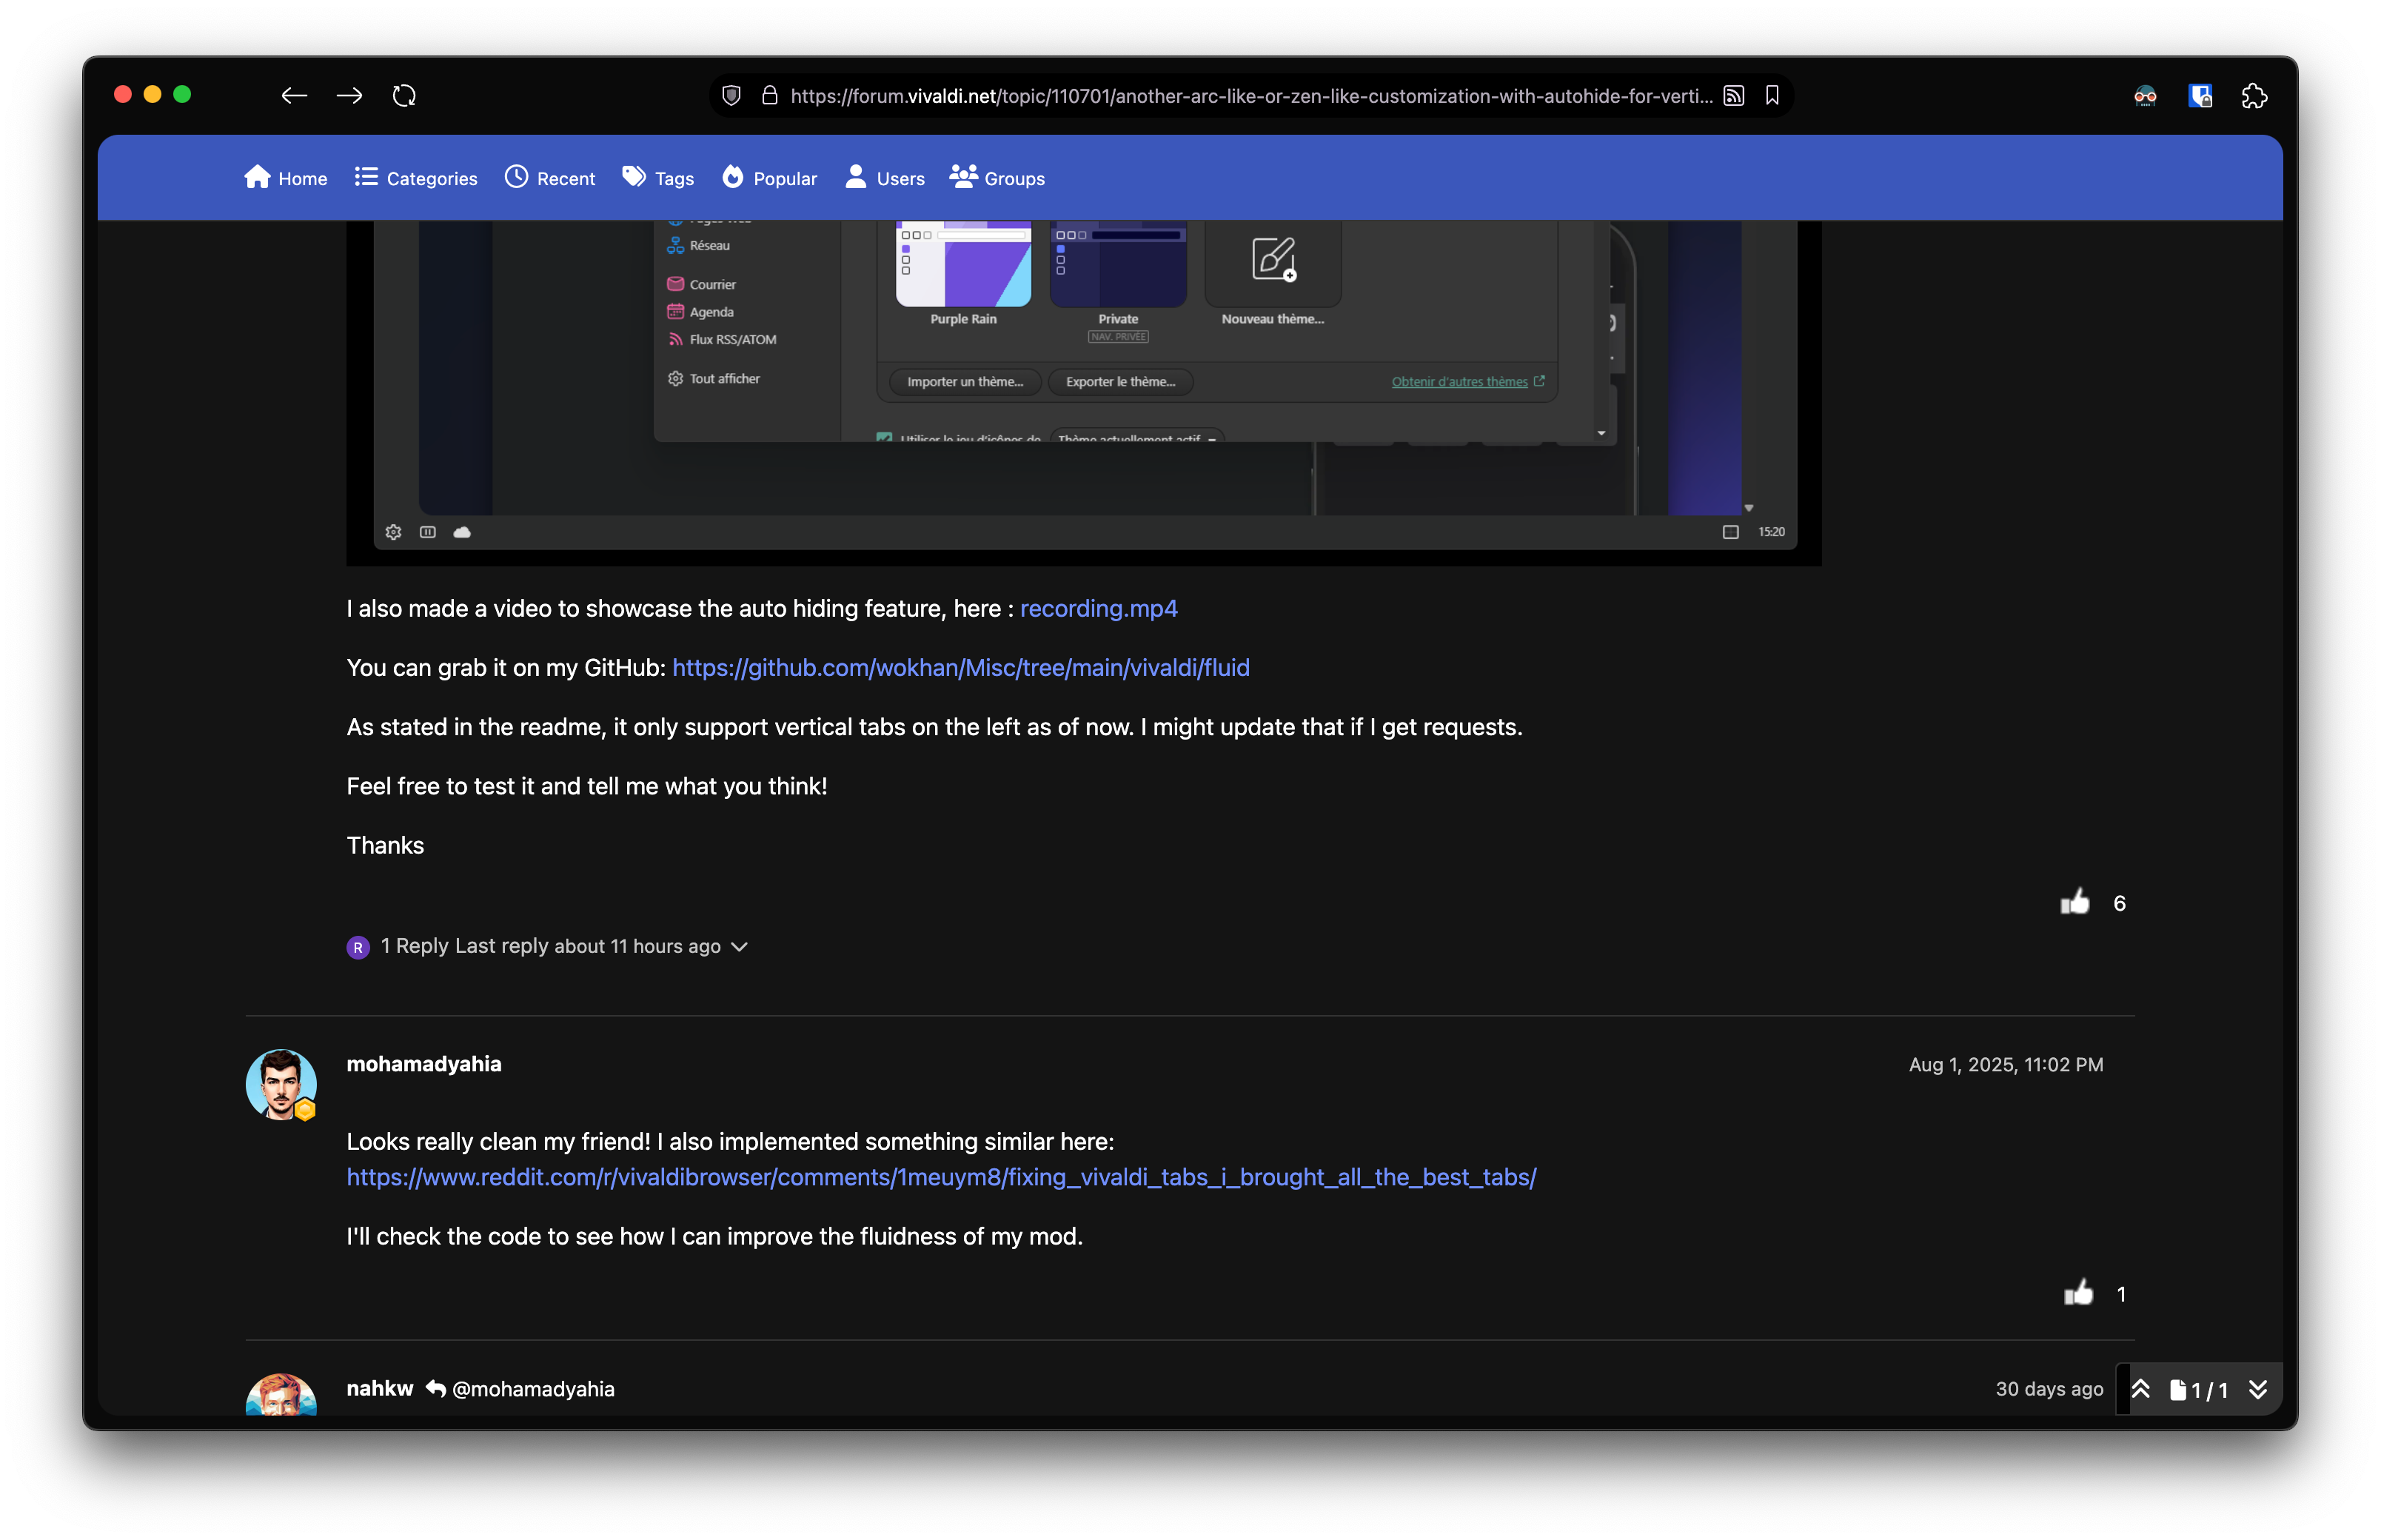 https://forum.vivaldi.net/topic/110701/another-arc-like-or-zen-like-customization-with-autohide-for-verti...
Home Categories Recent Tags Popular Users Groups
Réseau
Courrier
Agenda
Flux RSS/ATOM
Tout afficher
Purple Rain
Private
NAV. PRIVÉE
Nouveau thème...
Importer un thème...
Exporter le thème...
Obtenir d'autres thèmes
Utiliser le jeu d'icônes de
Thème actuellement actif
15:20
I also made a video to showcase the auto hiding feature, here : recording.mp4
You can grab it on my GitHub: https://github.com/wokhan/Misc/tree/main/vivaldi/fluid
As stated in the readme, it only support vertical tabs on the left as of now. I might update that if I get requests.
Feel free to test it and tell me what you think!
Thanks
6
R 1 Reply Last reply about 11 hours ago
mohamadyahia
Aug 1, 2025, 11:02 PM
Looks really clean my friend! I also implemented something similar here:
https://www.reddit.com/r/vivaldibrowser/comments/1meuym8/fixing_vivaldi_tabs_i_brought_all_the_best_tabs/
I'll check the code to see how I can improve the fluidness of my mod.
1
nahkw @mohamadyahia
30 days ago
1 / 1